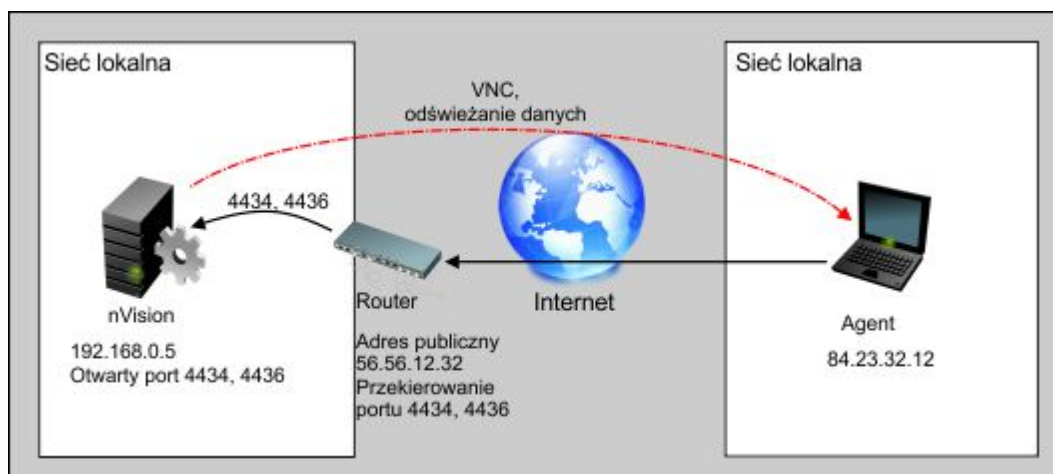 Sieć lokalna
Sieć lokalna
VNC,
odświeżanie danych
4434, 4436
nVision
192.168.0.5
Otwarty port 4434, 4436
Router
Adres publiczny
56.56.12.32
Przekierowanie
portu 4434, 4436
Internet
Agent
84.23.32.12